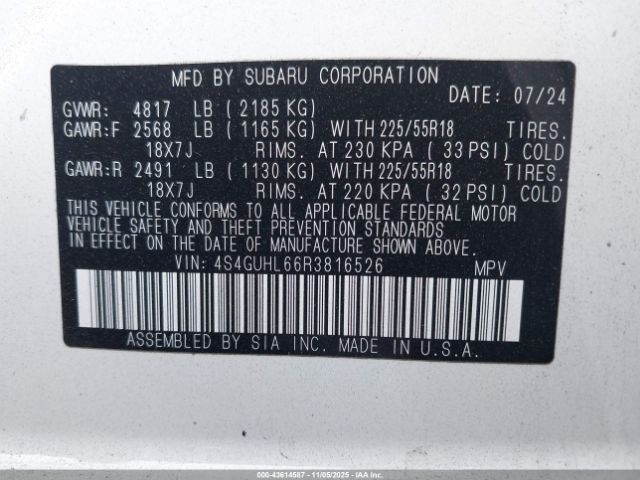 MFD BY SUBARU CORPORATION
DATE: 07/24
GVWR: 4817 LB ( 2185 KG)
GAWR:F 2568 LB ( 1165 KG) WITH 225/55R18 TIRES.
18X7J RIMS. AT 230 KPA ( 33 PSI) COLD
GAWR:R 2491 LB ( 1130 KG) WITH 225/55R18 TIRES.
18X7J RIMS. AT 220 KPA ( 32 PSI) COLD
THIS VEHICLE CONFORMS TO ALL APPLICABLE FEDERAL MOTOR
VEHICLE SAFETY AND THEFT PREVENTION STANDARDS
IN EFFECT ON THE DATE OF MANUFACTURE SHOWN ABOVE.
VIN: 4S4GUHL66R3816526 MPV
ASSEMBLED BY SIA INC. MADE IN U.S.A.
000-43614587 - 11/05/2025 - IAAI.COM